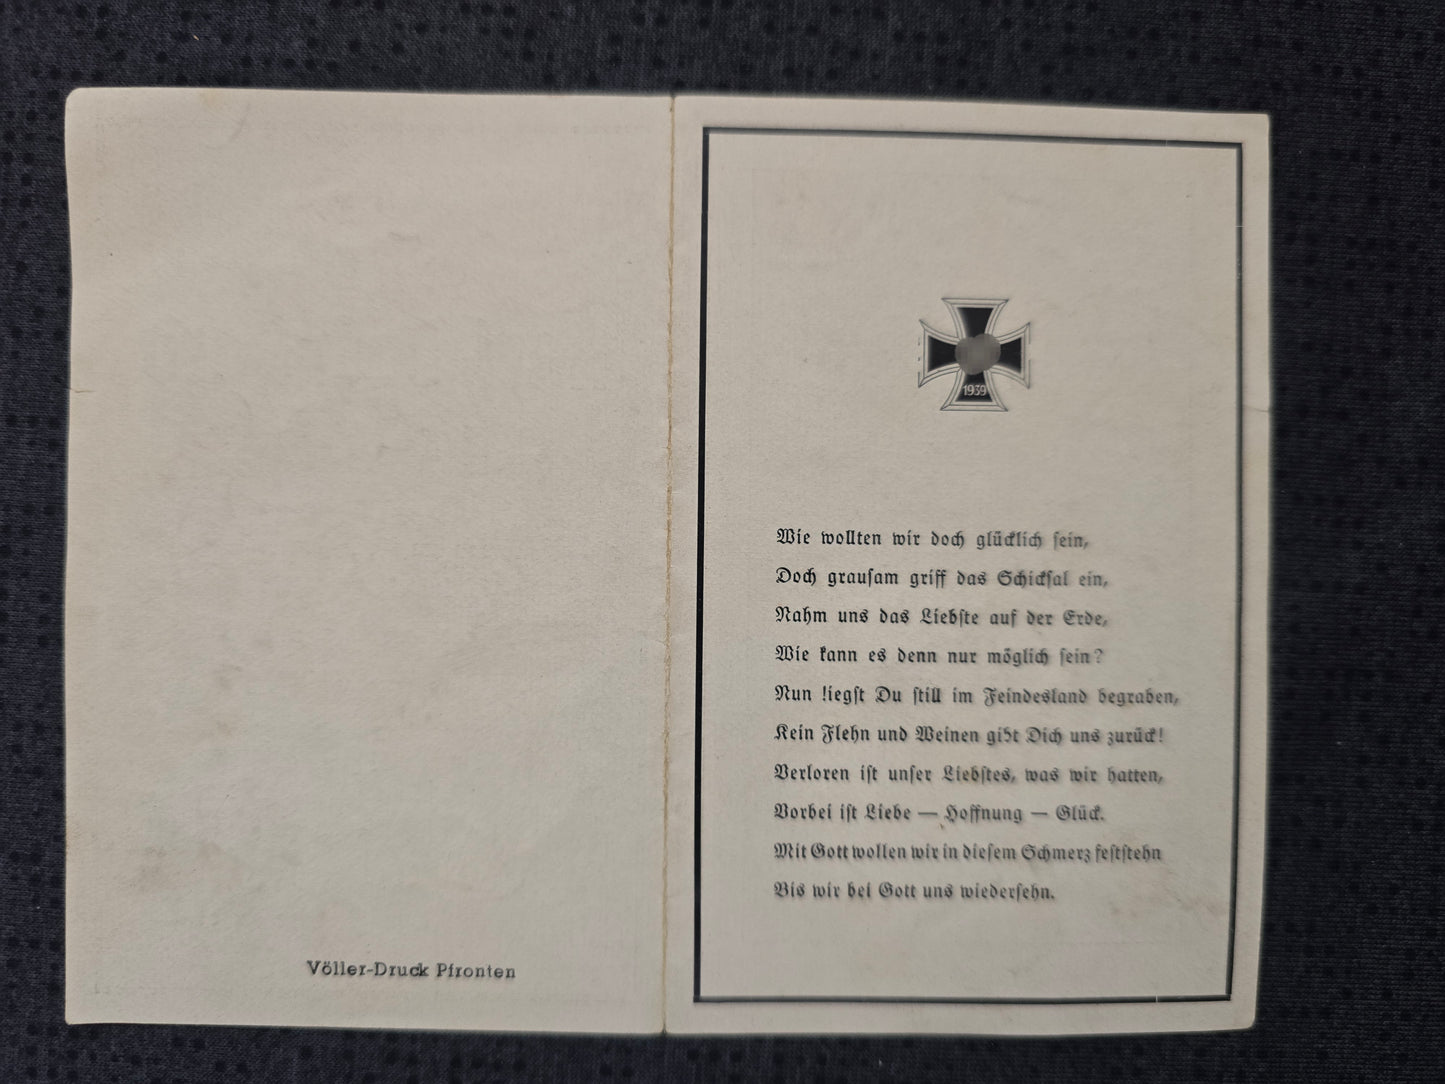 Völler-Druck Pfronten
1939
Wie wollten wir doch glücklich sein,
Doch grausam griff das Schicksal ein,
Nahm uns das Liebste auf der Erde,
Wie kann es denn nur möglich sein?
Nun liegst Du still im Feindesland begraben,
Kein Flehn und Weinen gibt Dich uns zurück!
Verloren ist unser Liebstes, was wir hatten,
Vorbei ist Liebe — Hoffnung — Glück.
Mit Gott wollen wir in diesem Schmerz feststehn
Bis wir bei Gott uns wiedersehn.